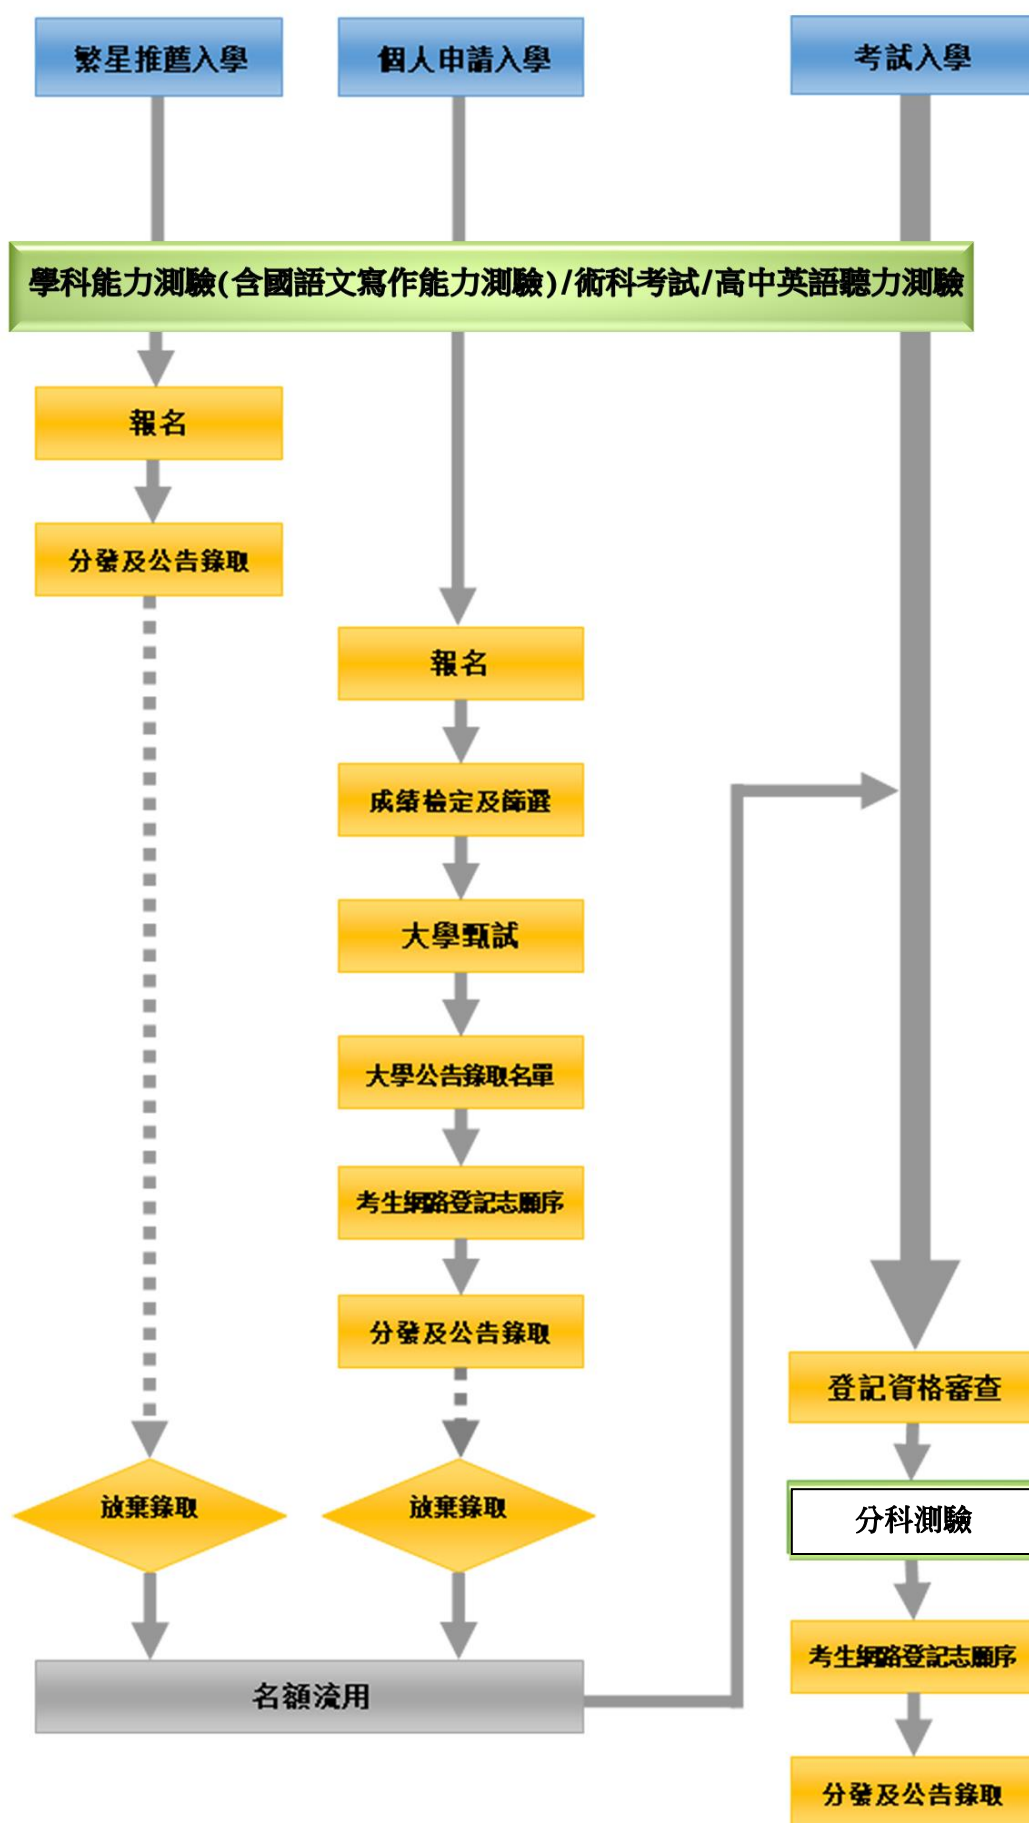 繁星推薦入學
個人申請入學
考試入學
學科能力測驗(含國語文寫作能力測驗)/術科考試/高中英語聽力測驗
報名
分發及公告錄取
報名
成績檢定及篩選
大學甄試
大學公告錄取名單
考生網路登記志願序
分發及公告錄取
放棄錄取
放棄錄取
名額流用
登記資格審查
分科測驗
考生網路登記志願序
分發及公告錄取